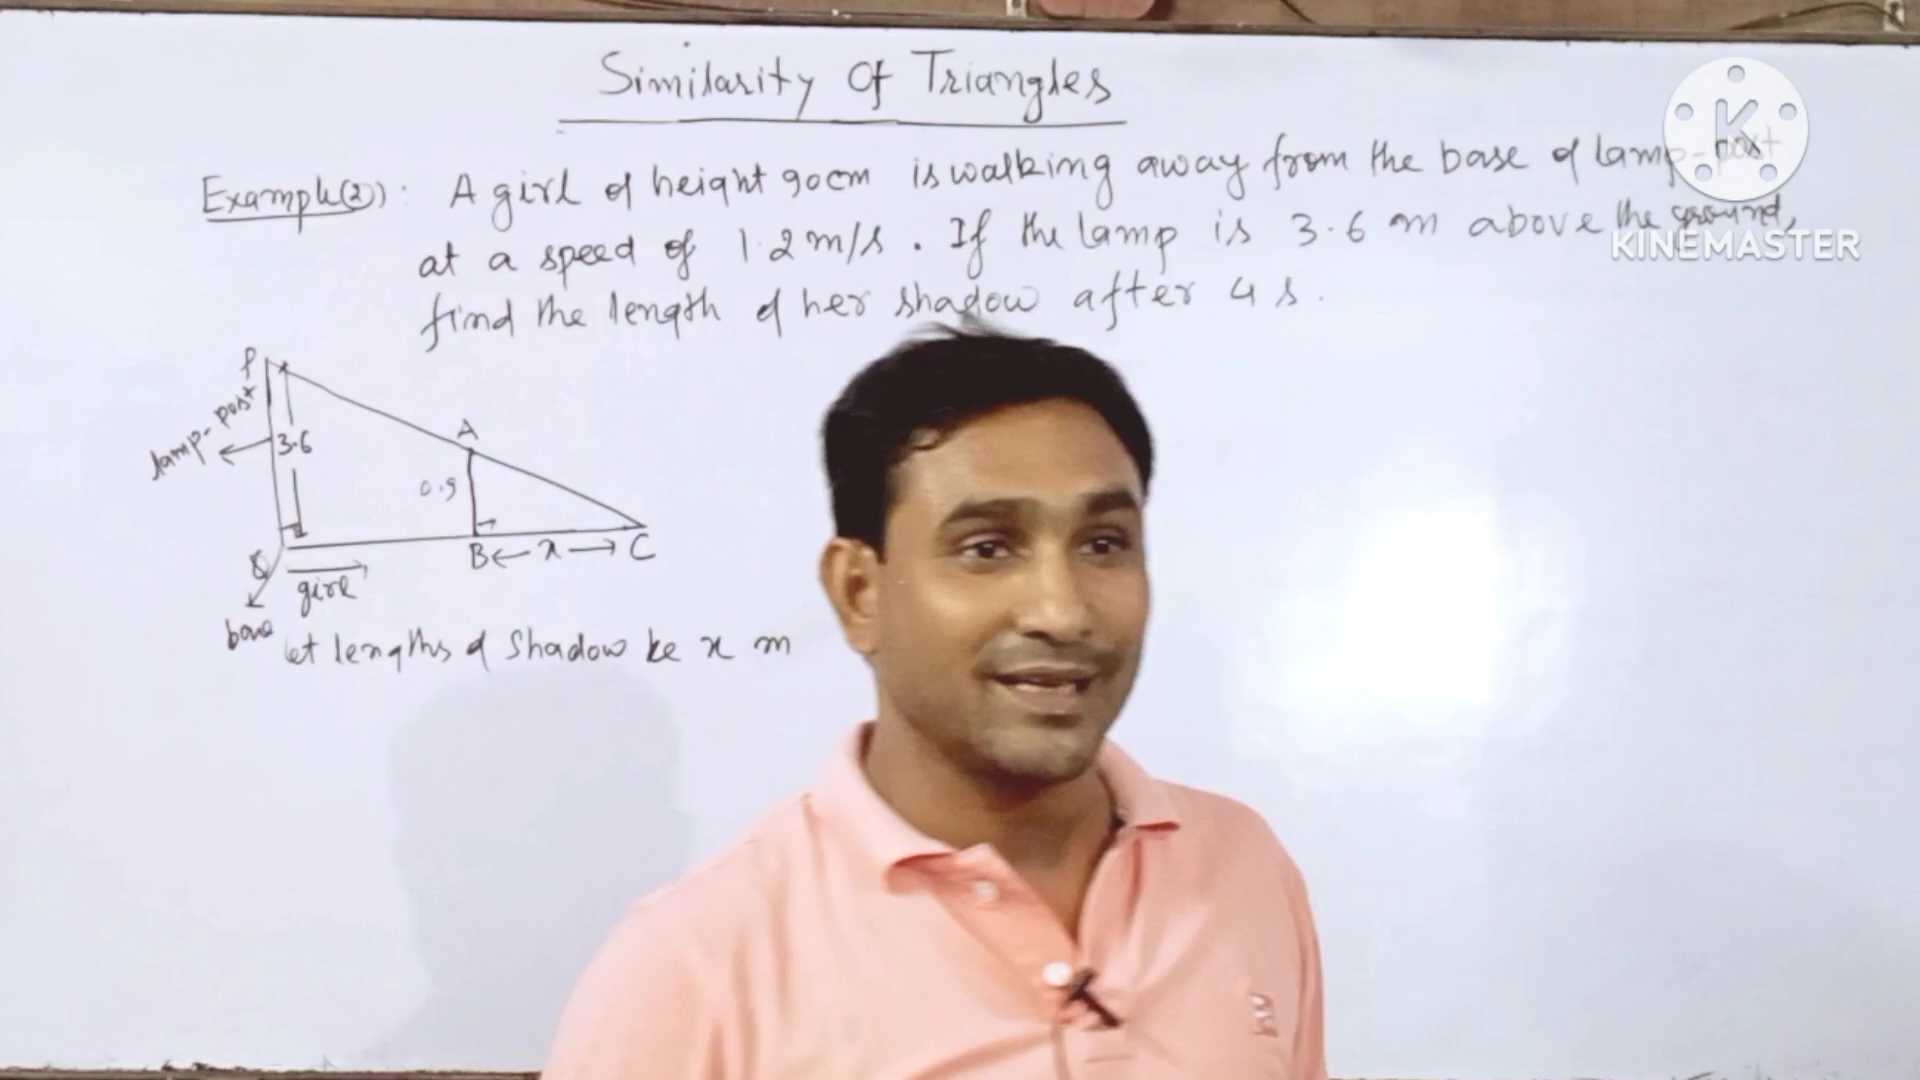 Similarity Of Triangles
Example(2): A girl of height 90cm is walking away from the base of lamp-post
at a speed of 1.2m/s. If the lamp is 3.6 m above the ground,
find the length of her shadow after 4 s.
K
KINEMASTER
P
lamp-post
3.6
A
0.9
Q
B x C
girl
base
let lengths of Shadow be x m